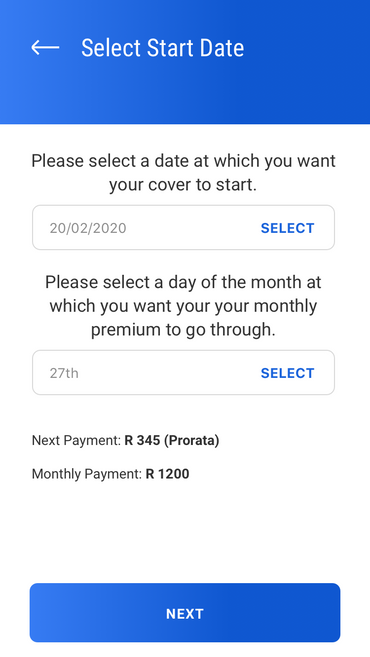 Select Start Date
Please select a date at which you want
your cover to start.
20/02/2020 SELECT
Please select a day of the month at
which you want your your monthly
premium to go through.
27th SELECT
Next Payment: R 345 (Prorata)
Monthly Payment: R 1200
NEXT